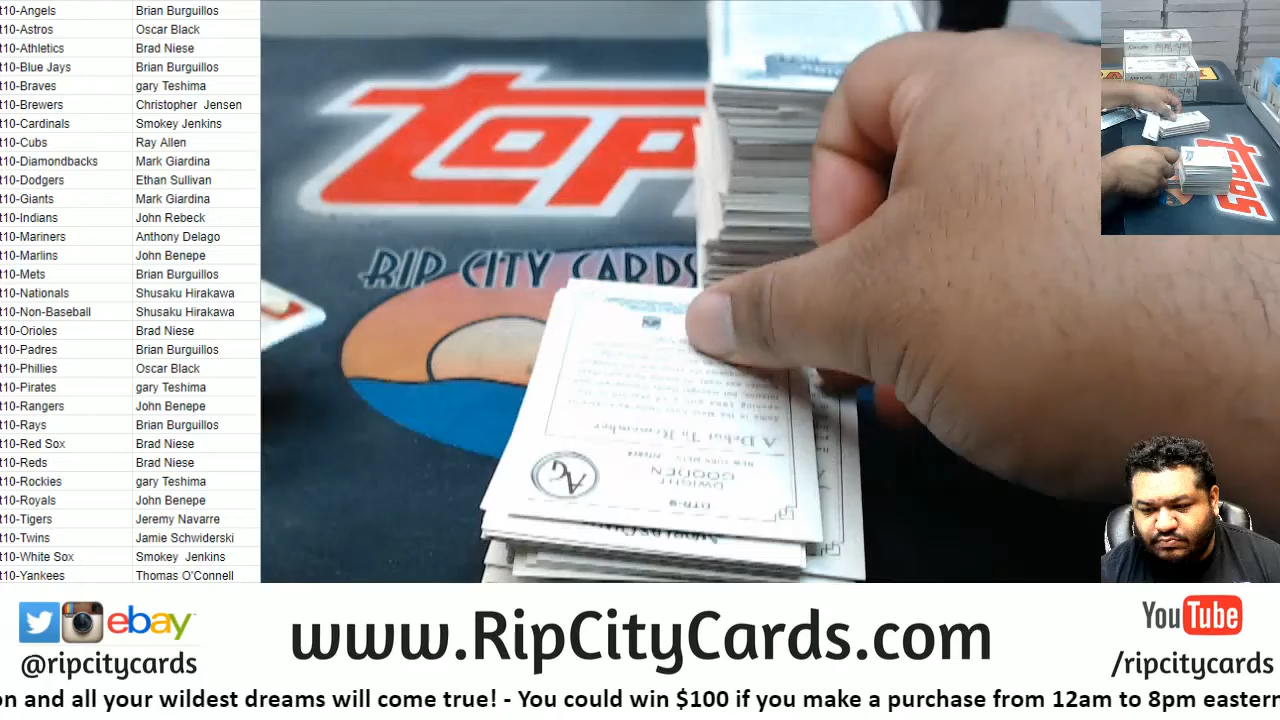 t10-Angels Brian Burguillos
t10-Astros Oscar Black
t10-Athletics Brad Niese
t10-Blue Jays Brian Burguillos
t10-Braves gary Teshima
t10-Brewers Christopher Jensen
t10-Cardinals Smokey Jenkins
t10-Cubs Ray Allen
t10-Diamondbacks Mark Giardina
t10-Dodgers Ethan Sullivan
t10-Giants Mark Giardina
t10-Indians John Rebeck
t10-Mariners Anthony Delago
t10-Marlins John Benepe
t10-Mets Brian Burguillos
t10-Nationals Shusaku Hirakawa
t10-Non-Baseball Shusaku Hirakawa
t10-Orioles Brad Niese
t10-Padres Brian Burguillos
t10-Phillies Oscar Black
t10-Pirates gary Teshima
t10-Rangers John Benepe
t10-Rays Brian Burguillos
t10-Red Sox Brad Niese
t10-Reds Brad Niese
t10-Rockies gary Teshima
t10-Royals John Benepe
t10-Tigers Jeremy Navarre
t10-Twins Jamie Schwiderski
t10-White Sox Smokey Jenkins
t10-Yankees Thomas O'Connell
TOP
RIP CITY CARDS
DTR-9
DWIGHT
GOODEN
NEW YORK METS
AG
A Debut To Remember
Topps
ebay
@ripcitycards
www.RipCityCards.com
YouTube
/ripcitycards
on and all your wildest dreams will come true! - You could win $100 if you make a purchase from 12am to 8pm eastern